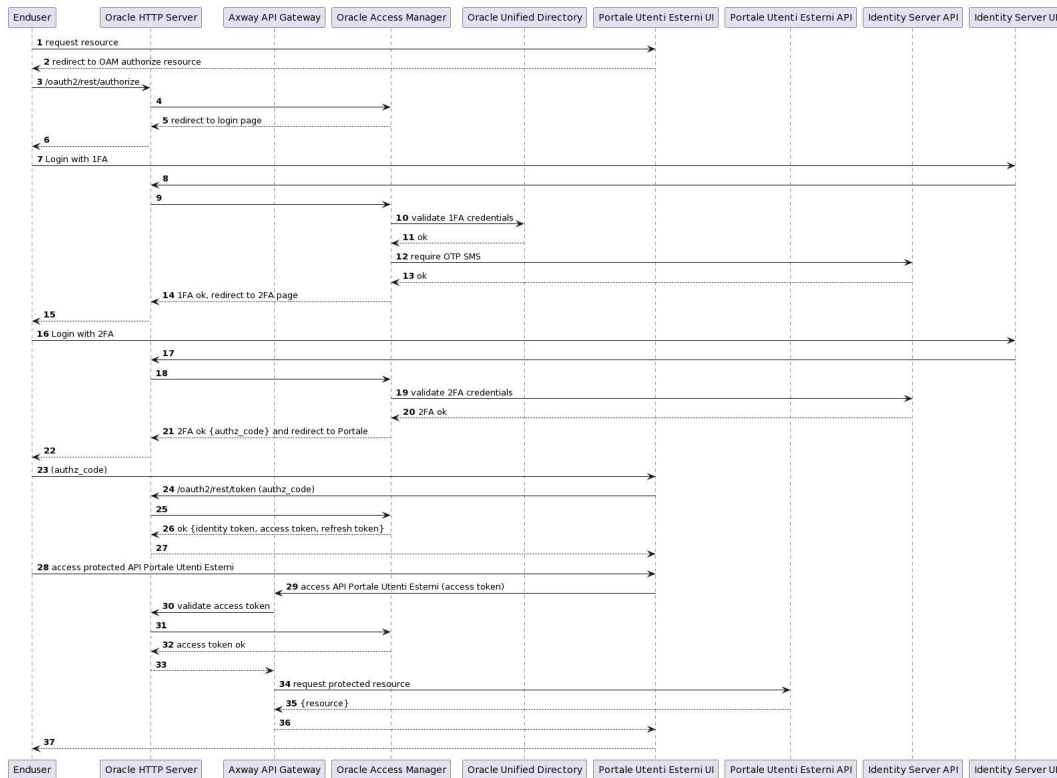 Enduser Oracle HTTP Server Axway API Gateway Oracle Access Manager Oracle Unified Directory Portale Utenti Esterni UI Portale Utenti Esterni API Identity Server API Identity Server UI
1 request resource
2 redirect to OAM authorize resource
3 /oauth2/rest/authorize
4
5 redirect to login page
6
7 Login with 1FA
8
9
10 validate 1FA credentials
11 ok
12 require OTP SMS
13 ok
14 1FA ok, redirect to 2FA page
15
16 Login with 2FA
17
18
19 validate 2FA credentials
20 2FA ok
21 2FA ok {authz_code} and redirect to Portale
22
23 (authz_code)
24 /oauth2/rest/token (authz_code)
25
26 ok {identity token, access token, refresh token}
27
28 access protected API Portale Utenti Esterni
29 access API Portale Utenti Esterni (access token)
30 validate access token
31
32 access token ok
33
34 request protected resource
35 {resource}
36
37
Enduser Oracle HTTP Server Axway API Gateway Oracle Access Manager Oracle Unified Directory Portale Utenti Esterni UI Portale Utenti Esterni API Identity Server API Identity Server UI